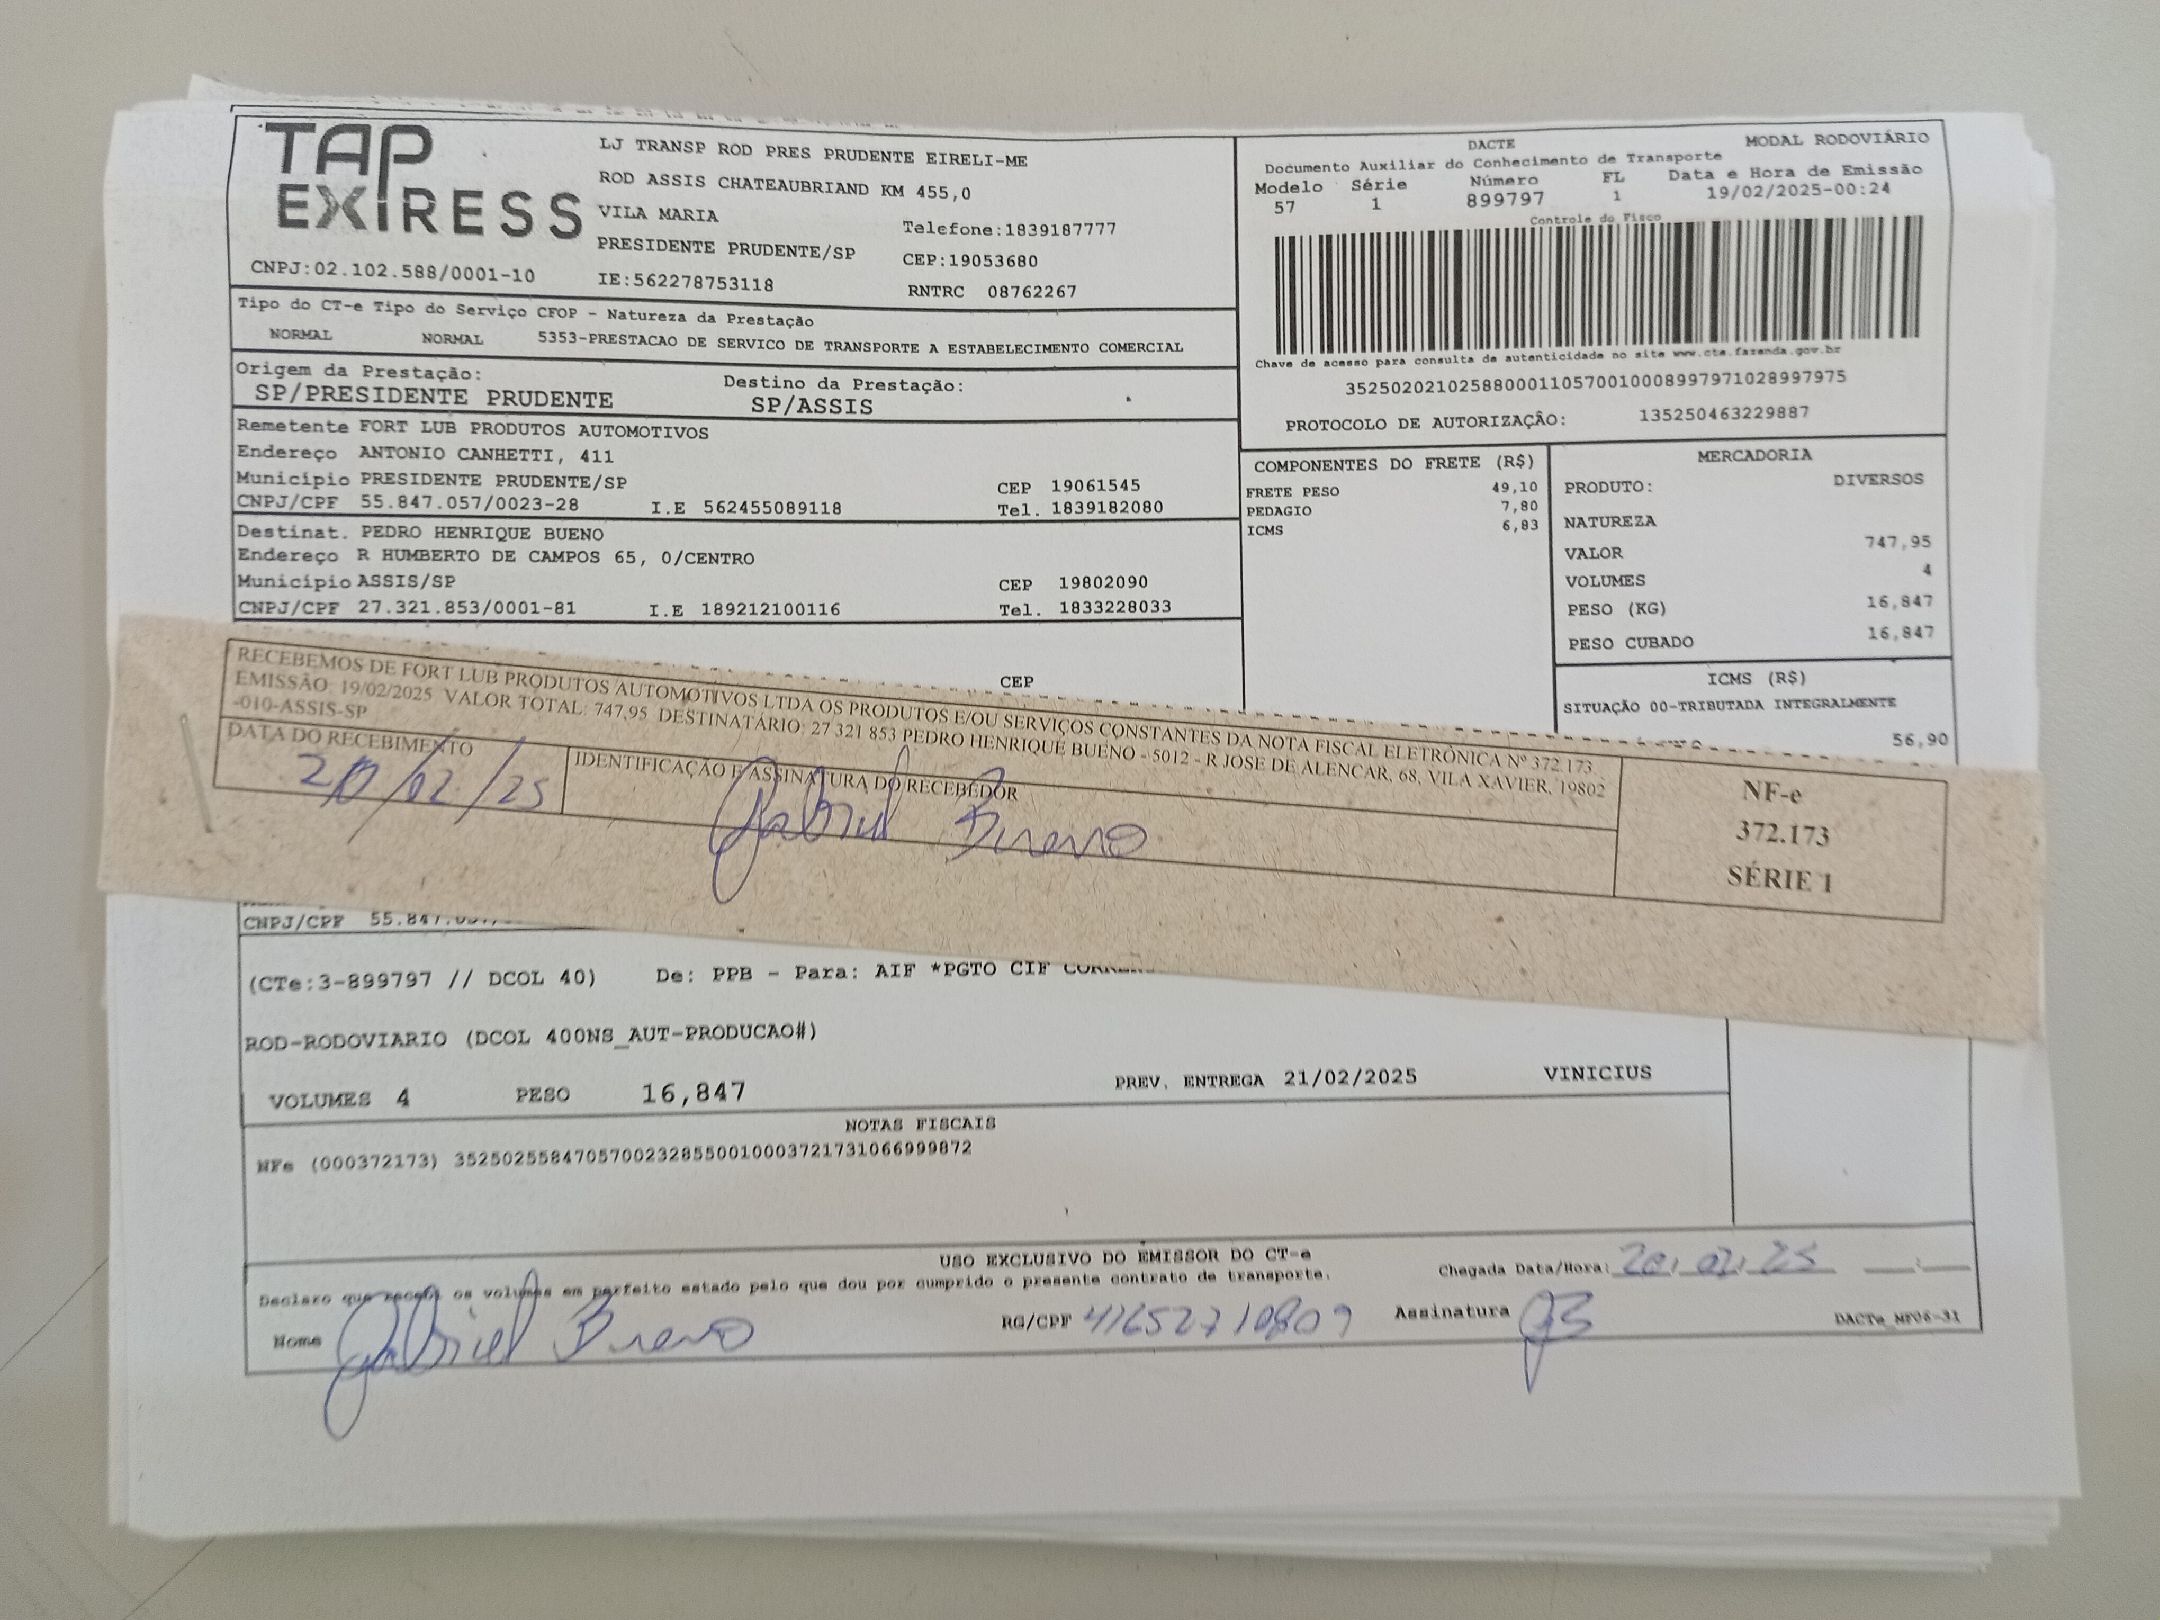 TAP EXPRESS
CNPJ:02.102.588/0001-10
LJ TRANSP ROD PRES PRUDENTE EIRELI-ME
ROD ASSIS CHATEAUBRIAND KM 455,0
VILA MARIA
Telefone:1839187777
PRESIDENTE PRUDENTE/SP
CEP:19053680
IE:562278753118
RNTRC 08762267
DACTE
MODAL RODOVIÁRIO
Documento Auxiliar do Conhecimento de Transporte
Modelo Série Número FL Data e Hora de Emissão
57 1 899797 1 19/02/2025-00:24
Controle do Fisco
Chave de acesso para consulta de autenticidade no site www.cte.fazenda.gov.br
35250202102588000110570010008997971028997975
PROTOCOLO DE AUTORIZAÇÃO: 135250463229887
Tipo do CT-e Tipo do Serviço CFOP - Natureza da Prestação
NORMAL NORMAL 5353-PRESTACAO DE SERVICO DE TRANSPORTE A ESTABELECIMENTO COMERCIAL
Origem da Prestação: Destino da Prestação:
SP/PRESIDENTE PRUDENTE SP/ASSIS
Remetente FORT LUB PRODUTOS AUTOMOTIVOS
Endereço ANTONIO CANHETTI, 411
Município PRESIDENTE PRUDENTE/SP CEP 19061545
CNPJ/CPF 55.847.057/0023-28 I.E 562455089118 Tel. 1839182080
Destinat. PEDRO HENRIQUE BUENO
Endereço R HUMBERTO DE CAMPOS 65, 0/CENTRO
Município ASSIS/SP CEP 19802090
CNPJ/CPF 27.321.853/0001-81 I.E 189212100116 Tel. 1833228033
CEP
COMPONENTES DO FRETE (R$)
FRETE PESO 49,10
PEDAGIO 7,80
ICMS 6,83
MERCADORIA
PRODUTO: DIVERSOS
NATUREZA
VALOR 747,95
VOLUMES 4
PESO (KG) 16,847
PESO CUBADO 16,847
ICMS (R$)
SITUAÇÃO 00-TRIBUTADA INTEGRALMENTE
56,90
RECEBEMOS DE FORT LUB PRODUTOS AUTOMOTIVOS LTDA OS PRODUTOS E/OU SERVIÇOS CONSTANTES DA NOTA FISCAL ELETRÔNICA Nº 372.173.
EMISSÃO: 19/02/2025 VALOR TOTAL: 747,95 DESTINATÁRIO: 27 321 853 PEDRO HENRIQUE BUENO - 5012 - R JOSE DE ALENCAR, 68, VILA XAVIER, 19802
-010-ASSIS-SP
DATA DO RECEBIMENTO
20/02/25
IDENTIFICAÇÃO E ASSINATURA DO RECEBEDOR
Gabriel Bueno
NF-e
372.173
SÉRIE 1
CNPJ/CPF 55.847.057/
(CTe:3-899797 // DCOL 40) De: PPB - Para: AIF *PGTO CIF
ROD-RODOVIARIO (DCOL 400NS_AUT-PRODUCAO#)
VOLUMES 4 PESO 16,847 PREV. ENTREGA 21/02/2025 VINICIUS
NOTAS FISCAIS
NFe (000372173) 35250255847057002328550010003721731066999872
USO EXCLUSIVO DO EMISSOR DO CT-e
Declaro que recebi os volumes em perfeito estado pelo que dou por cumprido o presente contrato de transporte.
Chegada Data/Hora: 20,02,25 :
Nome Gabriel Bueno RG/CPF 41652710809 Assinatura GB DACTe_MF06-31